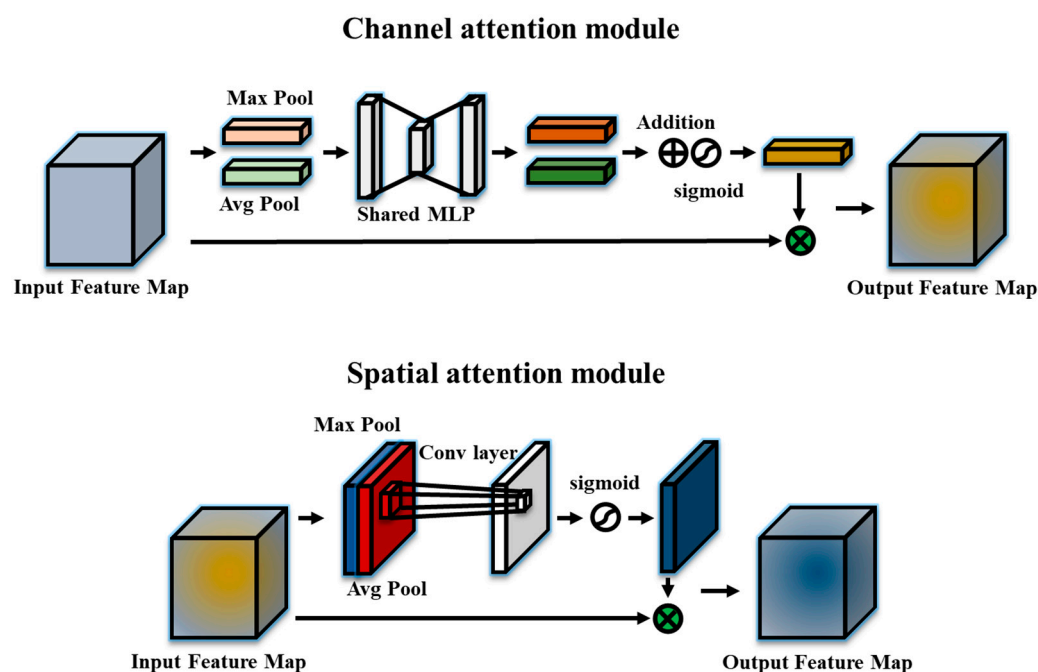 Channel attention module
Max Pool
Addition
Avg Pool
Shared MLP
sigmoid
Input Feature Map
Output Feature Map
Spatial attention module
Max Pool
Conv layer
sigmoid
Avg Pool
Input Feature Map
Output Feature Map